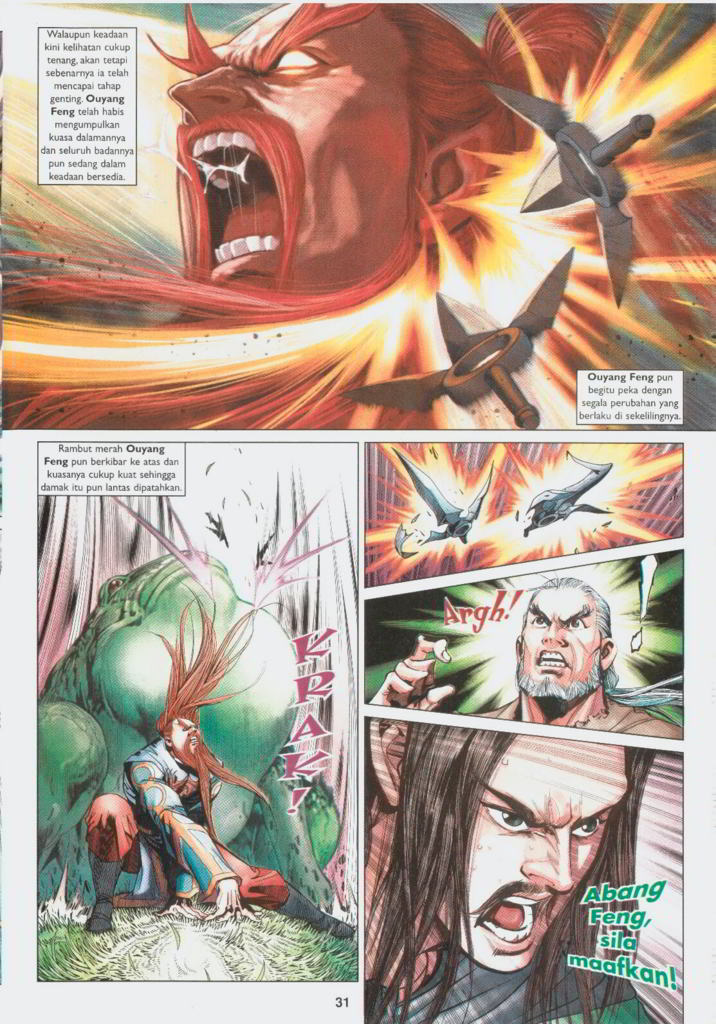 Walaupun keadaan
kini kelihatan cukup
tenang, akan tetapi
sebenarnya ia telah
mencapai tahap
genting. Ouyang
Feng telah habis
mengumpulkan
kuasa dalamannya
dan seluruh badannya
pun sedang dalam
keadaan bersedia.
Ouyang Feng pun
begitu peka dengan
segala perubahan yang
berlaku di sekelilingnya.
Rambut merah Ouyang
Feng pun berkibar ke atas dan
kuasanya cukup kuat sehingga
damak itu pun lantas dipatahkan.
KRAK!
Argh!
!
Abang
Feng,
sila
maafkan!
31